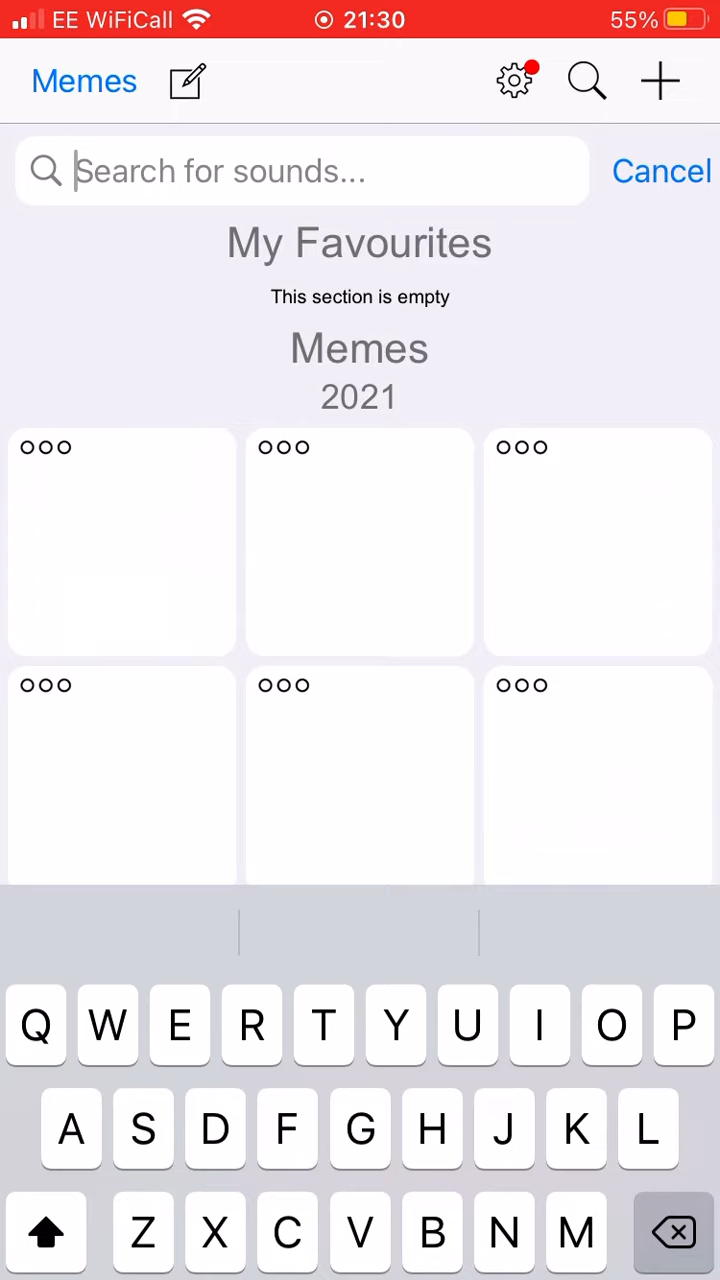 EE WiFiCall 21:30 55%
Memes
Search for sounds... Cancel
My Favourites
This section is empty
Memes
2021
Q W E R T Y U I O P
A S D F G H J K L
Z X C V B N M